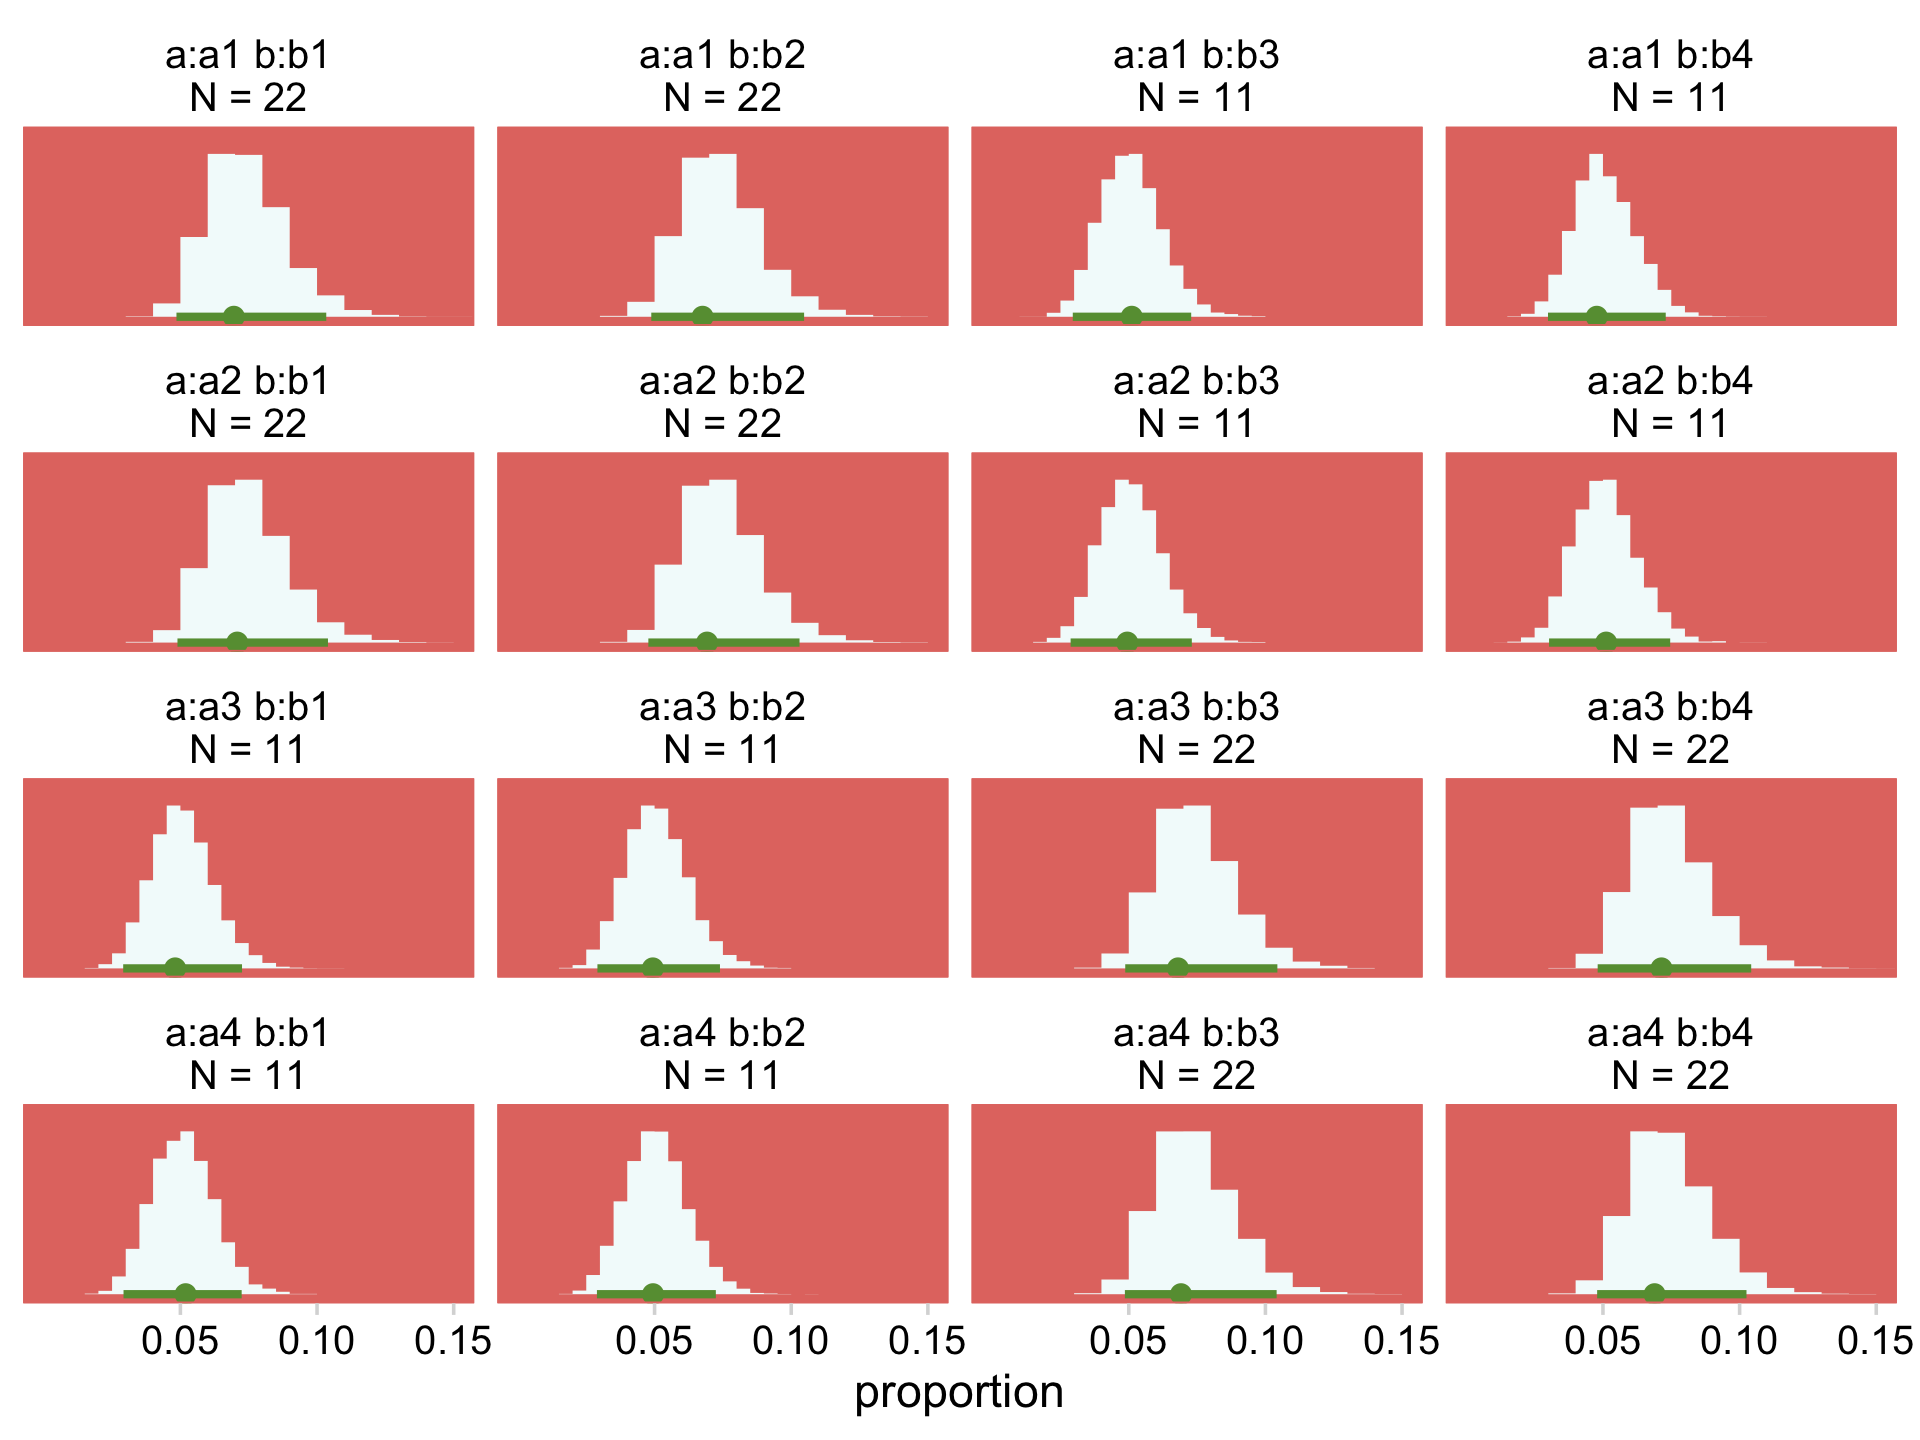 a:a1 b:b1 a:a1 b:b2 a:a1 b:b3 a:a1 b:b4
N = 22 N = 22 N = 11 N = 11
a:a2 b:b1 a:a2 b:b2 a:a2 b:b3 a:a2 b:b4
N = 22 N = 22 N = 11 N = 11
a:a3 b:b1 a:a3 b:b2 a:a3 b:b3 a:a3 b:b4
N = 11 N = 11 N = 22 N = 22
a:a4 b:b1 a:a4 b:b2 a:a4 b:b3 a:a4 b:b4
N = 11 N = 11 N = 22 N = 22
0.05 0.10 0.15 0.05 0.10 0.15 0.05 0.10 0.15 0.05 0.10 0.15
proportion